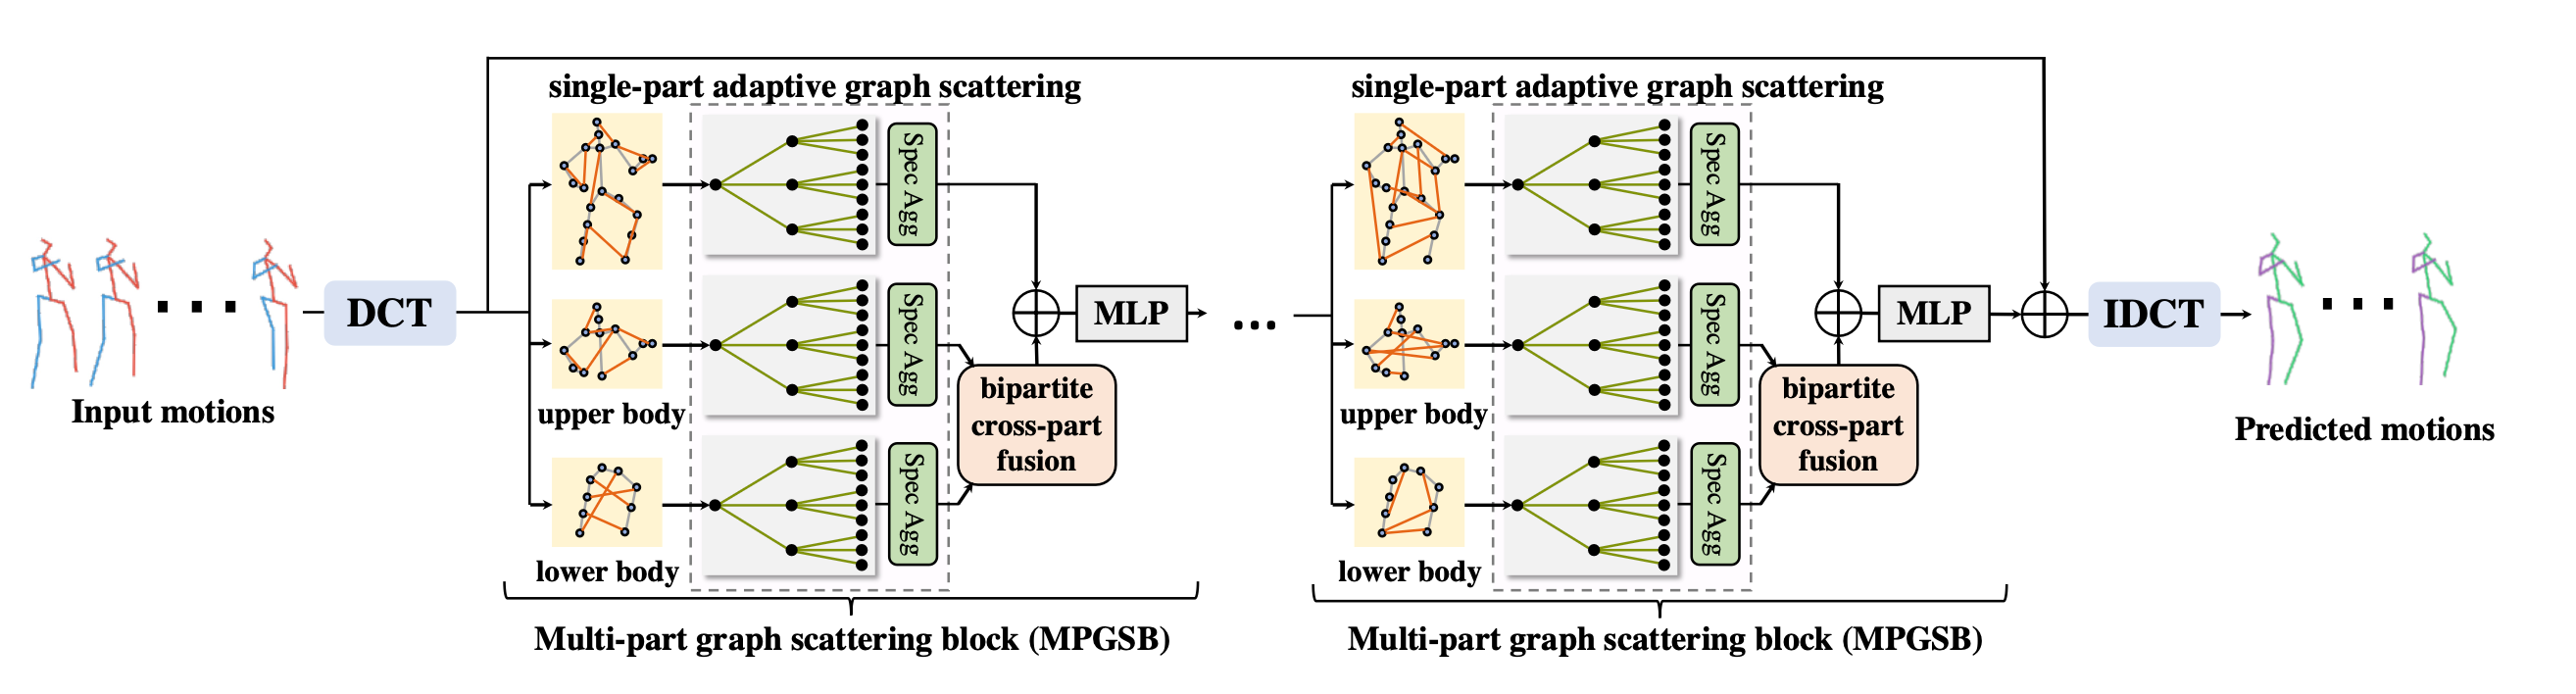 single-part adaptive graph scattering
single-part adaptive graph scattering
Spec Agg
Spec Agg
DCT
MLP
...
MLP
IDCT
Spec Agg
Spec Agg
Input motions
upper body
bipartite
cross-part
fusion
upper body
bipartite
cross-part
fusion
Predicted motions
Spec Agg
Spec Agg
lower body
lower body
Multi-part graph scattering block (MPGSB)
Multi-part graph scattering block (MPGSB)